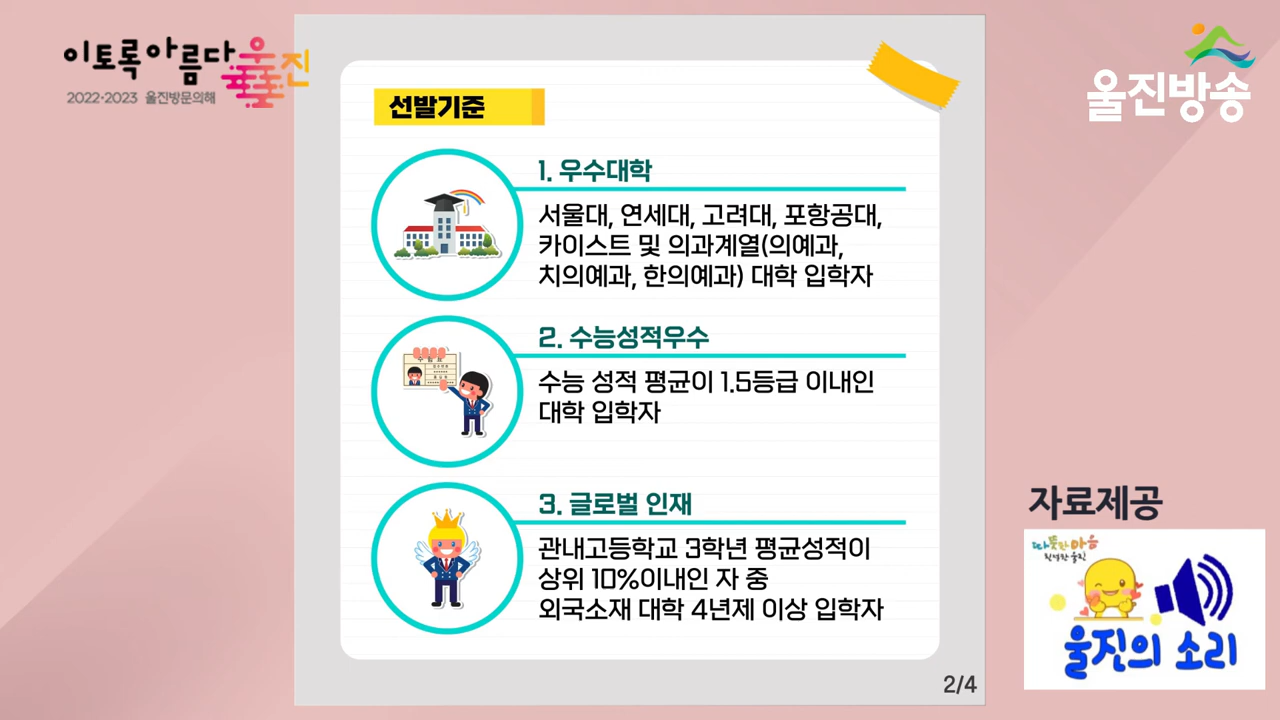 이토록아름다울진
2022·2023 울진방문의해
울진방송
선발기준
1. 우수대학
서울대, 연세대, 고려대, 포항공대,
카이스트 및 의과계열(의예과,
치의예과, 한의예과) 대학 입학자
2. 수능성적우수
수능 성적 평균이 1.5등급 이내인
대학 입학자
3. 글로벌 인재
관내고등학교 3학년 평균성적이
상위 10%이내인 자 중
외국소재 대학 4년제 이상 입학자
자료제공
따뜻한 마음
친절한 울진
울진의 소리
2/4